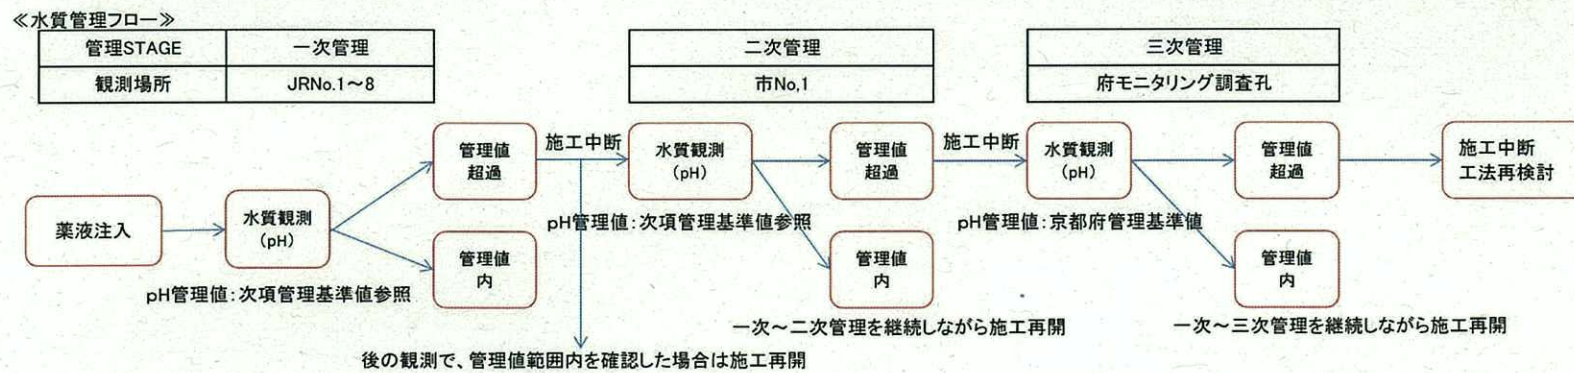 ≪水質管理フロー≫
管理STAGE 一次管理
観測場所 JRNo.1～8
二次管理
市No,1
三次管理
府モニタリング調査孔
薬液注入
水質観測
(pH)
pH管理値：次項管理基準値参照
管理値
超過
管理値
内
施工中断
後の観測で、管理値範囲内を確認した場合は施工再開
水質観測
(pH)
pH管理値：次項管理基準値参照
管理値
超過
管理値
内
一次～二次管理を継続しながら施工再開
施工中断
水質観測
(pH)
pH管理値：京都府管理基準値
管理値
超過
管理値
内
一次～三次管理を継続しながら施工再開
施工中断
工法再検討